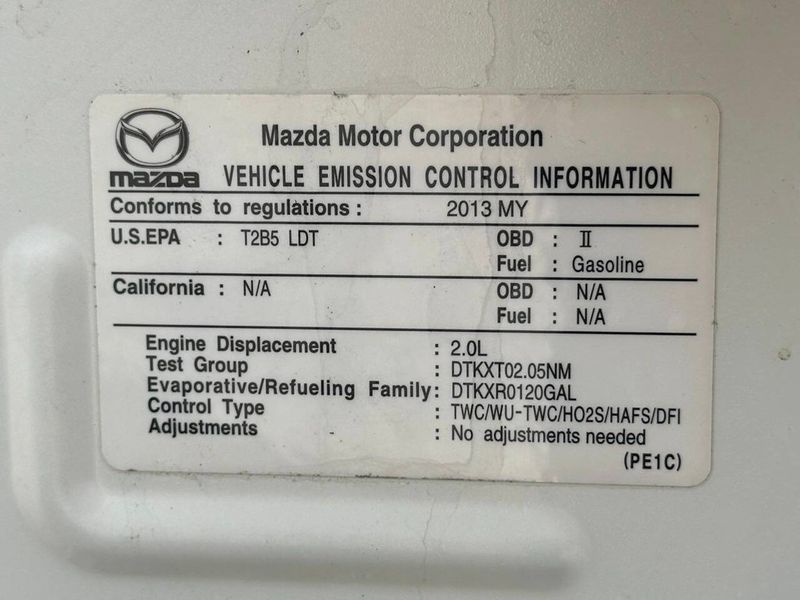 Mazda Motor Corporation
mazda VEHICLE EMISSION CONTROL INFORMATION
Conforms to regulations : 2013 MY
U.S.EPA : T2B5 LDT OBD : II
Fuel : Gasoline
California : N/A OBD : N/A
Fuel : N/A
Engine Displacement : 2.0L
Test Group : DTKXT02.05NM
Evaporative/Refueling Family : DTKXR0120GAL
Control Type : TWC/WU-TWC/HO2S/HAFS/DFI
Adjustments : No adjustments needed
(PE1C)